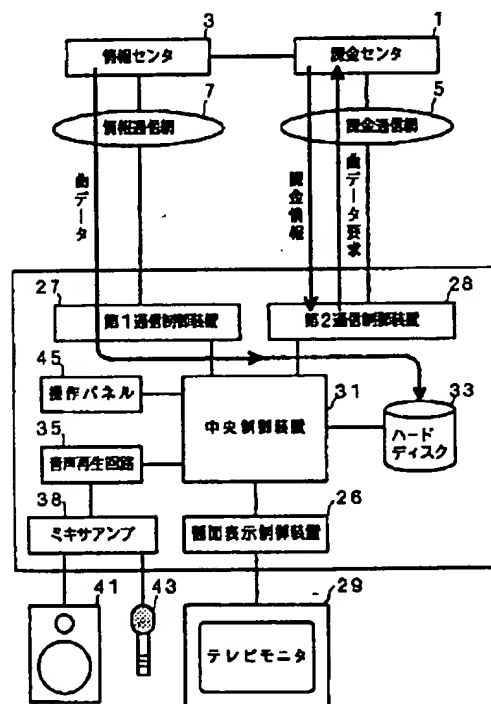 3
1
情報センタ
課金センタ
7
5
情報通信網
課金通信網
曲データ
課金情報
曲データ要求
27
28
第1通信制御装置
第2通信制御装置
45
操作パネル
31
33
中央制御装置
ハード
ディスク
35
音声再生回路
38
26
ミキサアンプ
画面表示制御装置
41
43
29
テレビモニタ